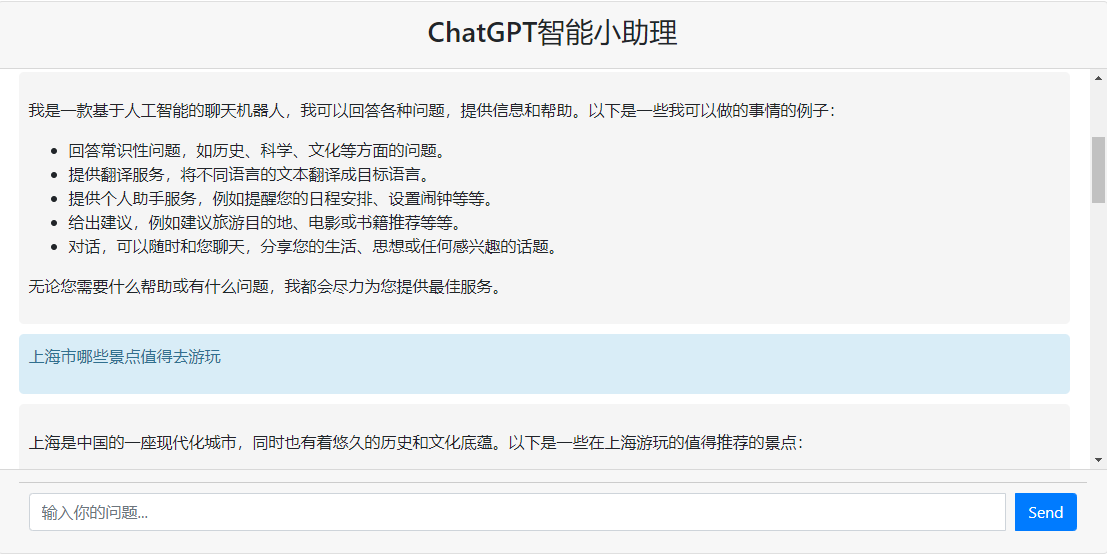 ChatGPT智能小助理
我是一款基于人工智能的聊天机器人，我可以回答各种问题，提供信息和帮助。以下是一些我可以做的事情的例子：
• 回答常识性问题，如历史、科学、文化等方面的问题。
• 提供翻译服务，将不同语言的文本翻译成目标语言。
• 提供个人助手服务，例如提醒您的日程安排、设置闹钟等等。
• 给出建议，例如建议旅游目的地、电影或书籍推荐等等。
• 对话，可以随时和您聊天，分享您的生活、思想或任何感兴趣的话题。
无论您需要什么帮助或有什么问题，我都会尽力为您提供最佳服务。
上海市哪些景点值得去游玩
上海是中国的一座现代化城市，同时也有着悠久的历史和文化底蕴。以下是一些在上海游玩的值得推荐的景点：
输入你的问题...
Send